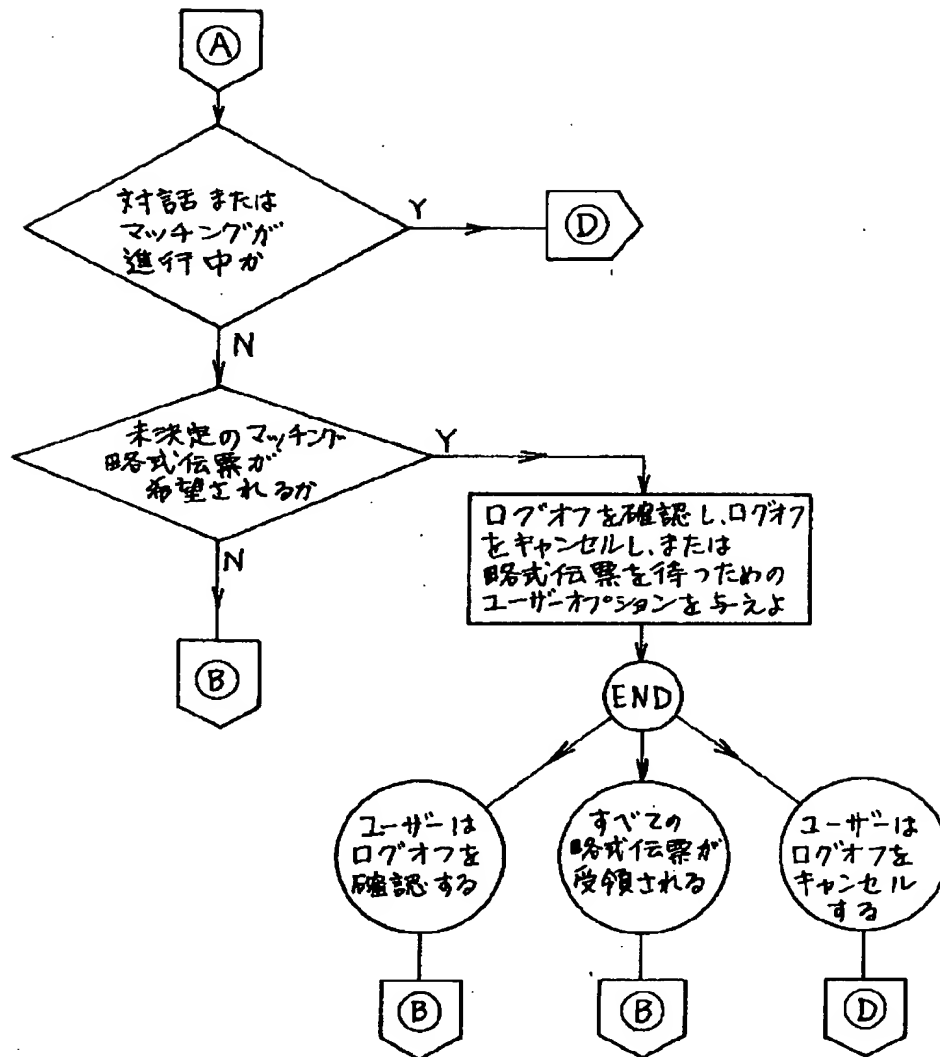 A
対話または
マッチングが
進行中か
Y
D
N
未決定のマッチング
略式伝票が
希望されるか
Y
N
ログオフを確認し、ログオフ
をキャンセルし、または
略式伝票を待つための
ユーザーオプションを与えよ
B
END
ユーザーは
ログオフを
確認する
すべての
略式伝票が
受領される
ユーザーは
ログオフを
キャンセル
する
B
B
D